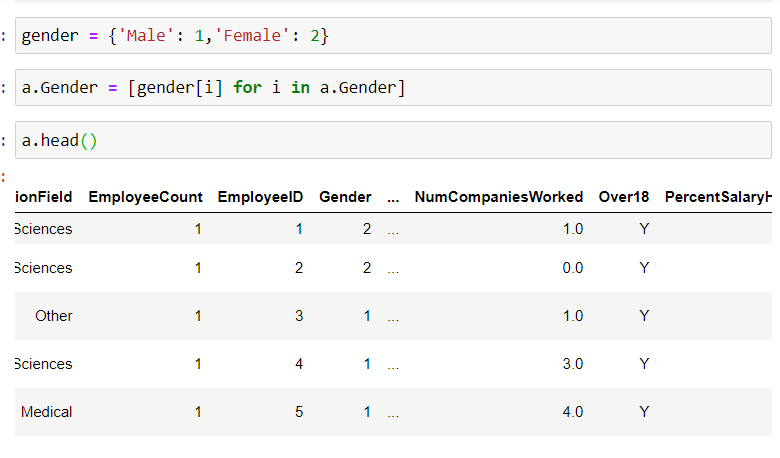 : gender = {'Male': 1,'Female': 2}
: a.Gender = [gender[i] for i in a.Gender]
: a.head()
:
ionField EmployeeCount EmployeeID Gender ... NumCompaniesWorked Over18 PercentSalaryH
Sciences 1 1 2 ... 1.0 Y
Sciences 1 2 2 ... 0.0 Y
Other 1 3 1 ... 1.0 Y
Sciences 1 4 1 ... 3.0 Y
Medical 1 5 1 ... 4.0 Y